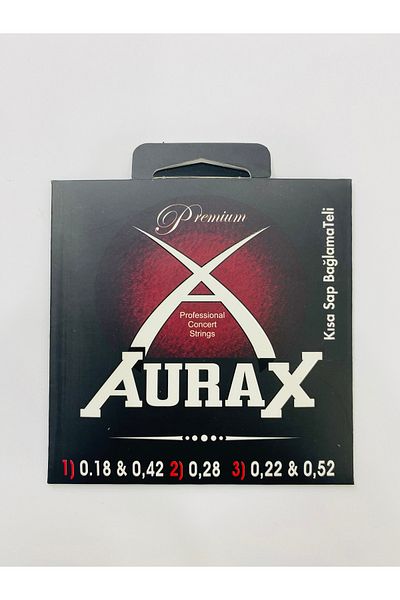 Premium
Professional
Concert
Strings
AURAX
Kısa Sap BağlamaTeli
1) 0.18 & 0,42 2) 0,28 3) 0,22 & 0,52